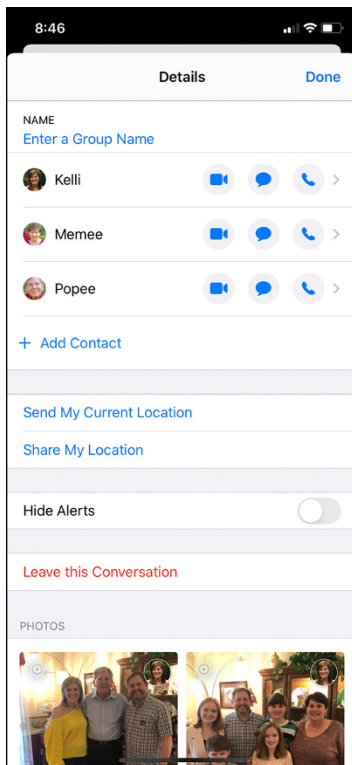 8:46
Details
Done
NAME
Enter a Group Name
Kelli
Memee
Popee
+ Add Contact
Send My Current Location
Share My Location
Hide Alerts
Leave this Conversation
PHOTOS